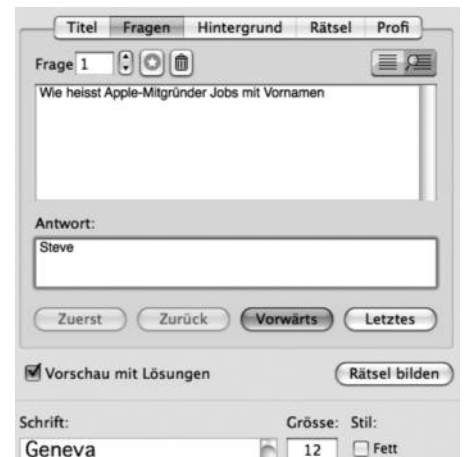 Titel Fragen Hintergrund Rätsel Profi
Frage 1
Wie heisst Apple-Mitgründer Jobs mit Vornamen
Antwort:
Steve
Zuerst Zurück Vorwärts Letztes
Vorschau mit Lösungen Rätsel bilden
Schrift: Grösse: Stil:
Geneva 12 Fett